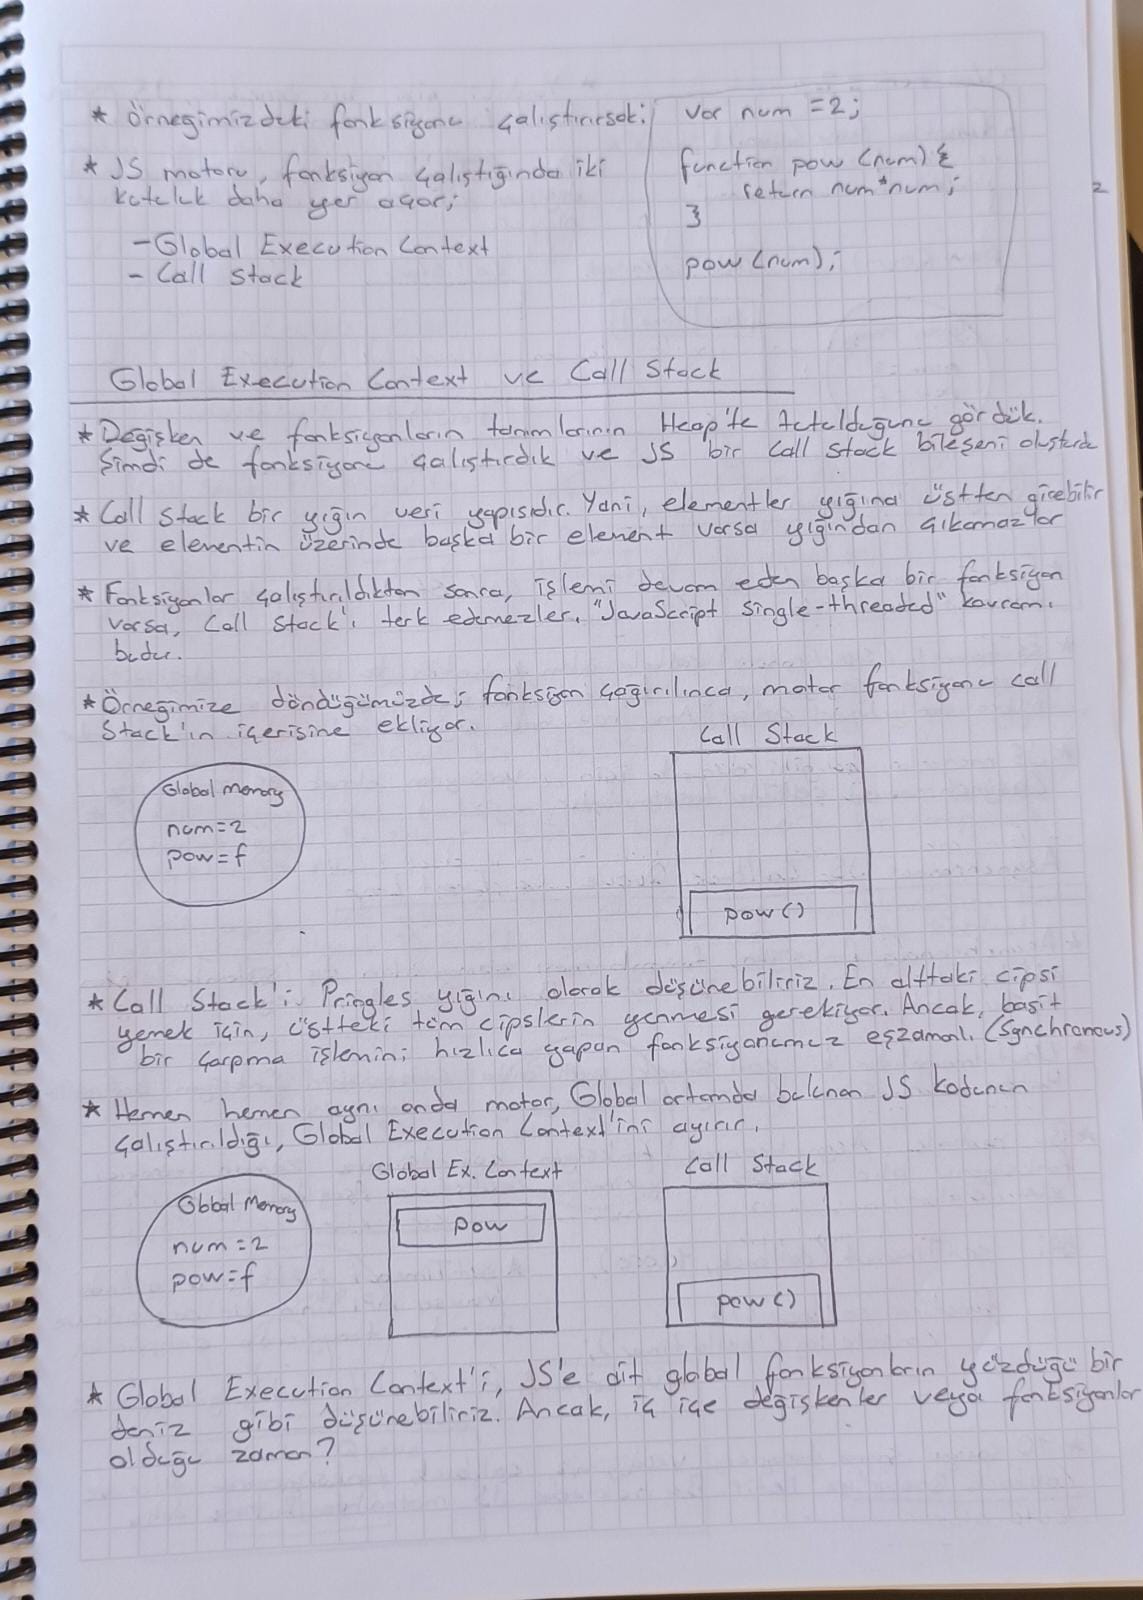 * Örneğimizdeki fonksiyonu çalıştırırsak;
* JS motoru, fonksiyon çalıştığında iki
kutuluk daha yer açar;
- Global Execution Context
- Call Stack
var num = 2;
function pow (num) {
return num*num;
}
pow (num);
2
Global Execution Context ve Call Stack
* Değişken ve fonksiyonların tanımlarının Heap'te tutulduğunu gördük.
Şimdi de fonksiyonu çalıştırdık ve JS bir Call Stack bileşeni oluşturdu
* Call Stack bir yığın veri yapısıdır. Yani, elementler yığına üstten girebilir
ve elementin üzerinde başka bir element varsa yığından çıkamazlar
* Fonksiyonlar çalıştırıldıktan sonra, işlemi devam eden başka bir fonksiyon
varsa, Call Stack'i terk edemezler. "JavaScript single-threaded" kavramı
budur.
* Örneğimize döndüğümüzde; fonksiyon çağırılınca, motor fonksiyonu call
Stack'in içerisine ekliyor.
Call Stack
Global Memory
num=2
pow=f
pow()
* Call Stack'i Pringles yığını olarak düşünebiliriz. En alttaki cipsi
yemek için, üstteki tüm cipslerin yenmesi gerekiyor. Ancak, basit
bir çarpma işlemini hızlıca yapan fonksiyonumuz eşzamanlı (Synchronous)
* Hemen hemen aynı anda motor, Global ortamda bulunan JS kodunun
çalıştırıldığı, Global Execution Context'ini ayırır.
Global Ex. Context
Call Stack
Global Memory
num=2
pow=f
pow
pow()
* Global Execution Context'i, JS'e ait global fonksiyonların yüzdüğü bir
deniz gibi düşünebiliriz. Ancak, iç içe değişkenler veya fonksiyonlar
olduğu zaman?